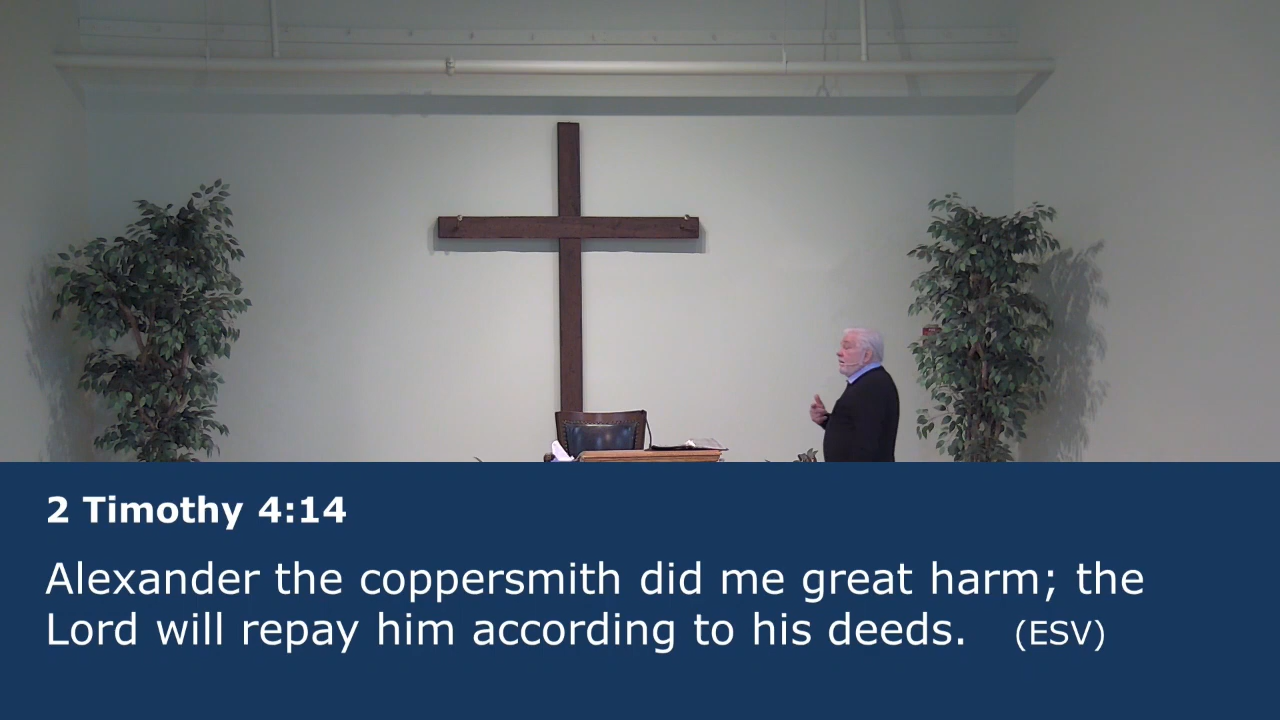 2 Timothy 4:14
Alexander the coppersmith did me great harm; the
Lord will repay him according to his deeds. (ESV)